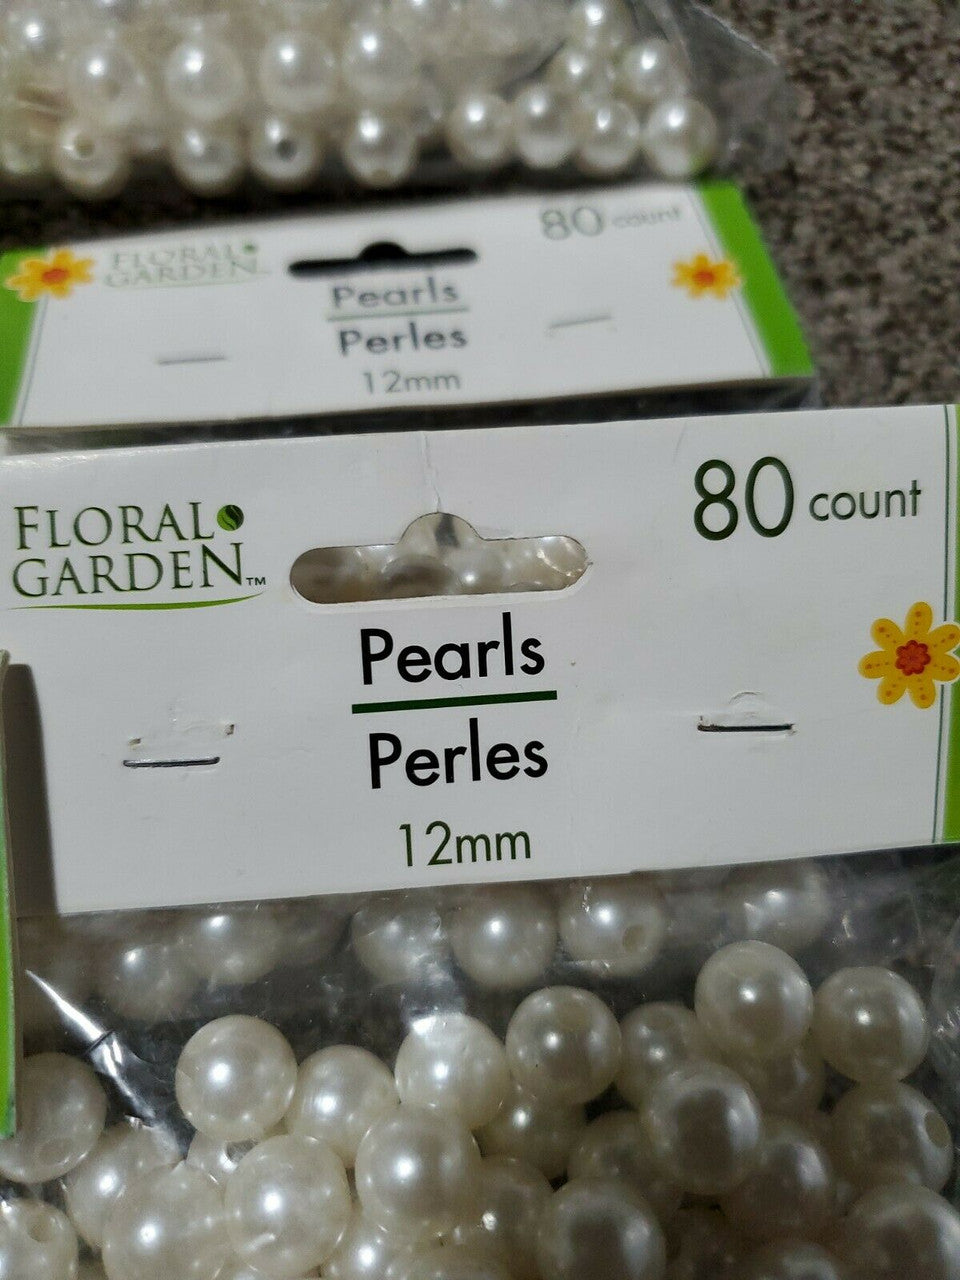 FLORAL
GARDEN
80 count
Pearls
Perles
12mm
FLORAL
GARDEN™
80 count
Pearls
Perles
12mm